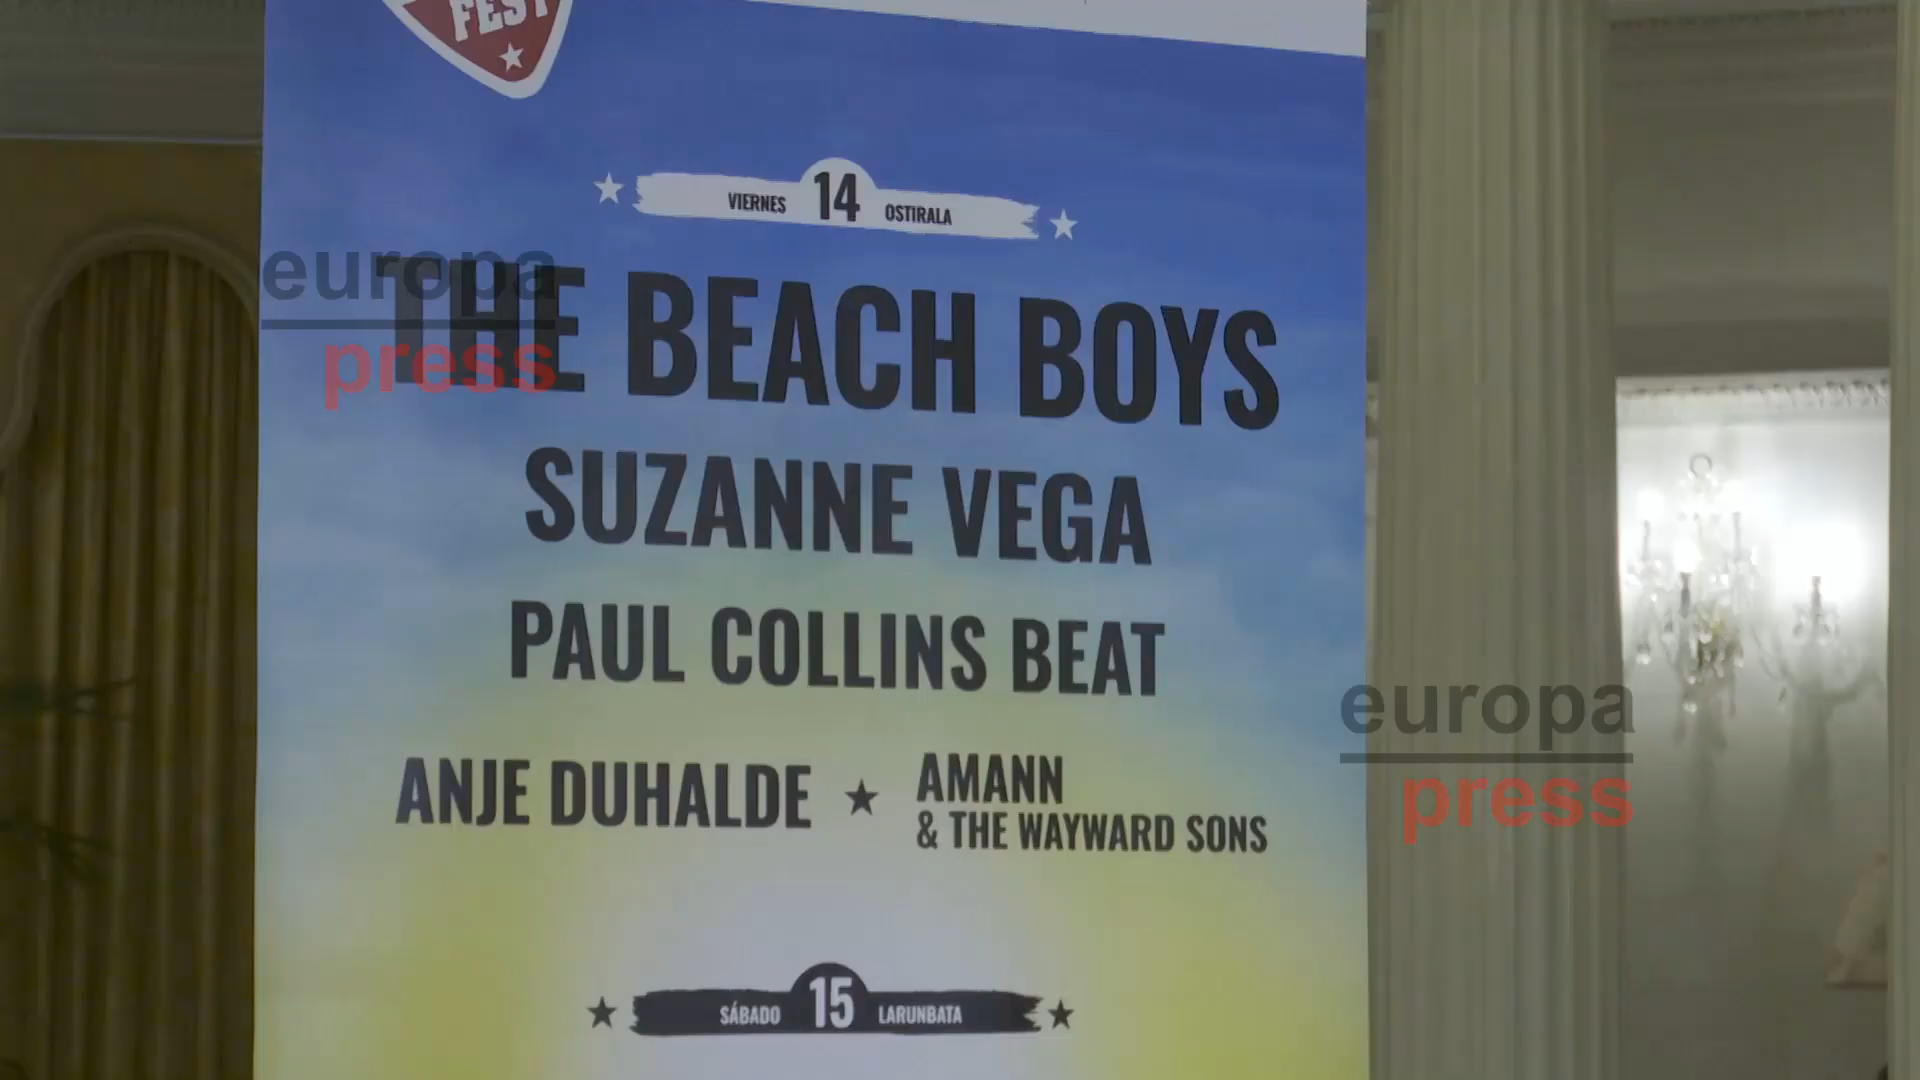 FEST
VIERNES 14 OSTIRALA
THE BEACH BOYS
SUZANNE VEGA
PAUL COLLINS BEAT
ANJE DUHALDE ★ AMANN
& THE WAYWARD SONS
SÁBADO 15 LARUNBATA
europa
press
europa
press